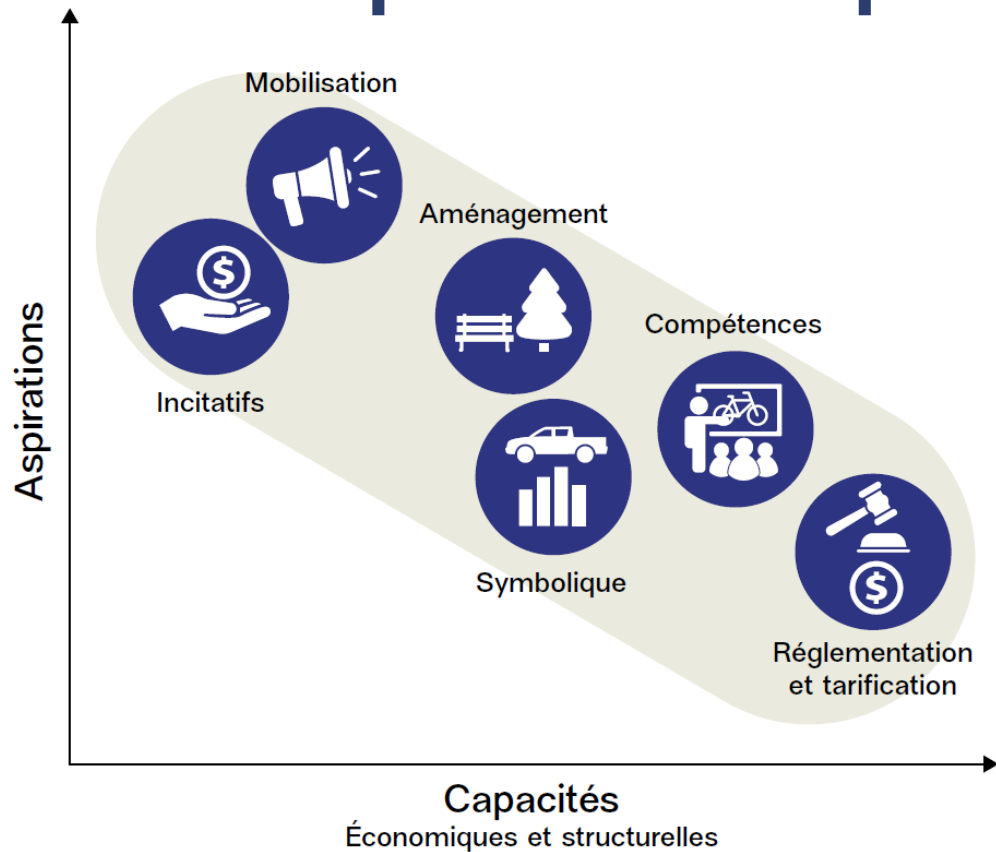 Mobilisation
Aménagement
Compétences
Incitatifs
Symbolique
Réglementation
et tarification
Aspirations
Capacités
Économiques et structurelles
$
$